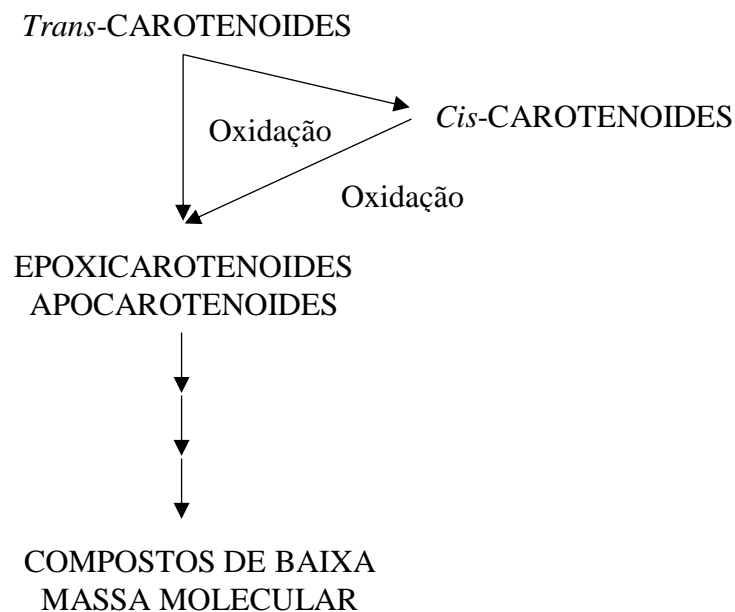 Trans-CAROTENOIDES
Cis-CAROTENOIDES
Oxidação
Oxidação
EPOXICAROTENOIDES
APOCAROTENOIDES
COMPOSTOS DE BAIXA
MASSA MOLECULAR